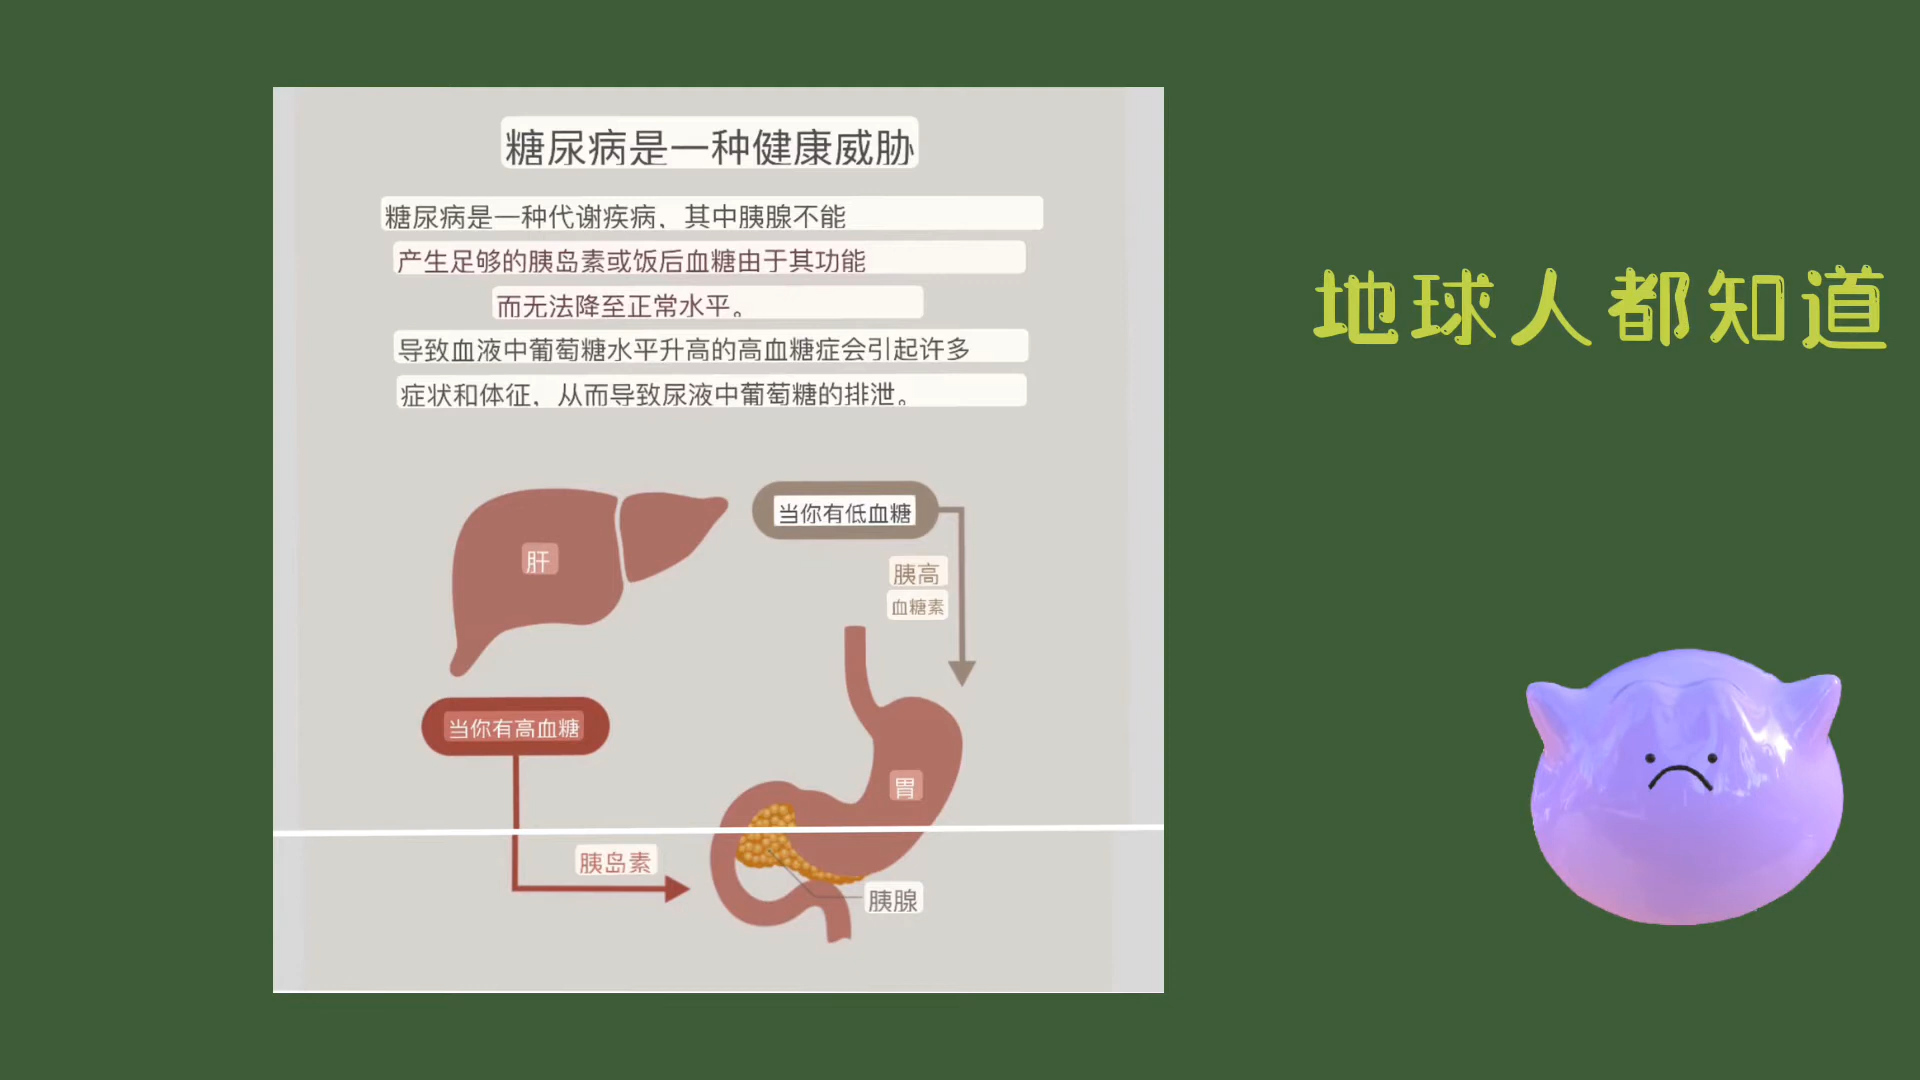 糖尿病是一种健康威胁
糖尿病是一种代谢疾病，其中胰腺不能
产生足够的胰岛素或饭后血糖由于其功能
而无法降至正常水平。
导致血液中葡萄糖水平升高的高血糖症会引起许多
症状和体征，从而导致尿液中葡萄糖的排泄。
地球人都知道
当你有低血糖
肝
胰高
血糖素
当你有高血糖
胃
胰岛素
胰腺